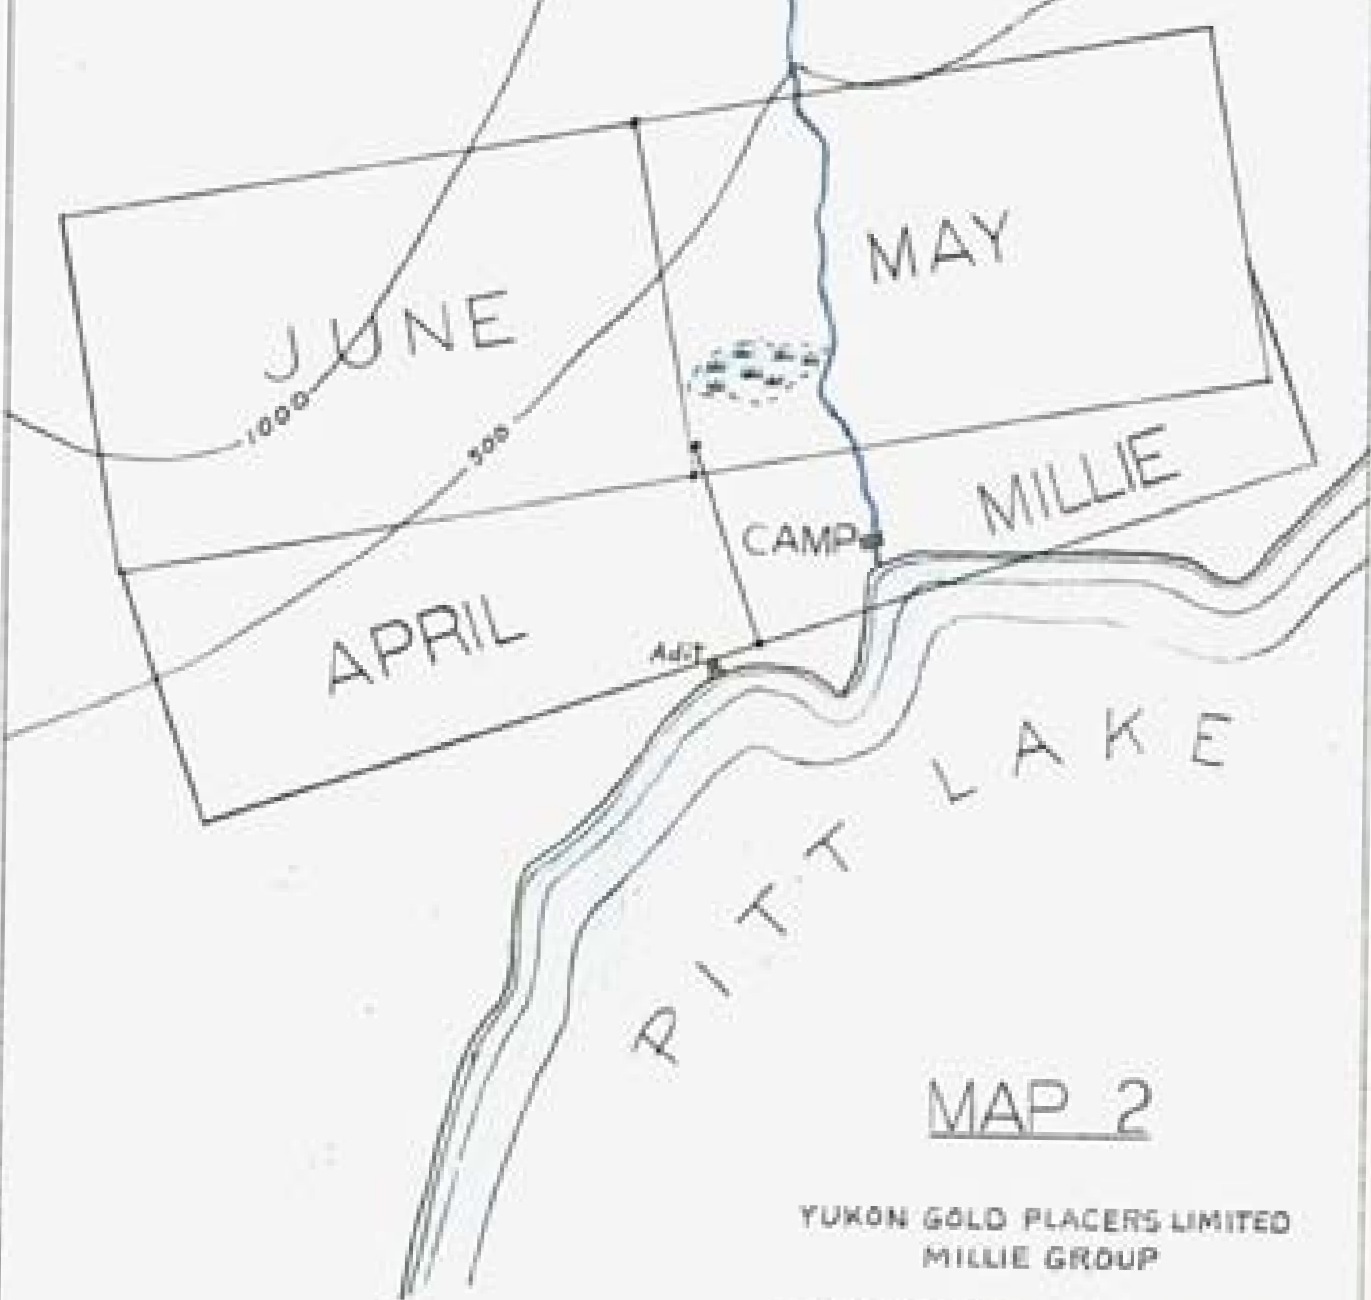 MAY
JUNE
1000
500
MILLIE
CAMP
APRIL
Adit
PITT LAKE
MAP 2
YUKON GOLD PLACERS LIMITED
MILLIE GROUP